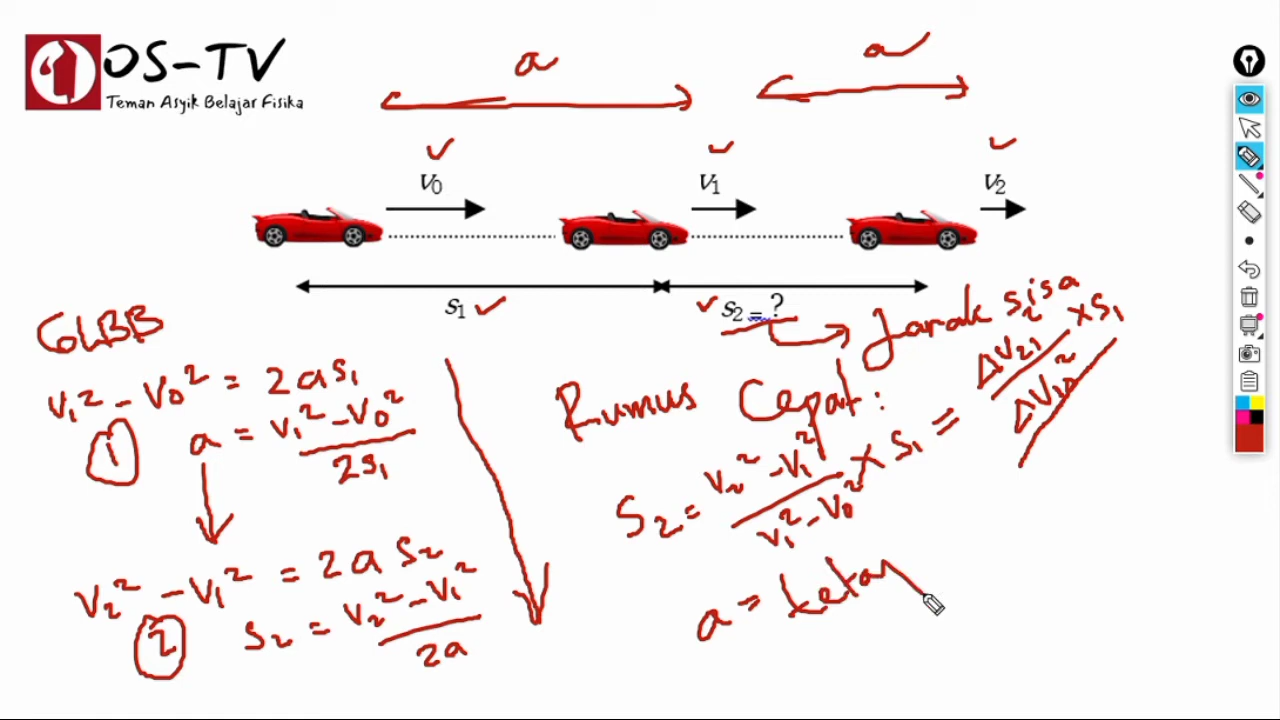 OS-TV
Teman Asyik Belajar Fisika
a
a
v₀
v₁
v₂
s₁
s₂ = ?
Jarak sisa
GLBB
v₁² - v₀² = 2as₁
1
a = v₁² - v₀² / 2s₁
v₂² - v₁² = 2as₂
2
s₂ = v₂² - v₁² / 2a
Rumus Cepat :
s₂ = v₂² - v₁² / v₁² - v₀² × s₁ = Δv₂₁² / Δv₁₀² × s₁
a = tetap